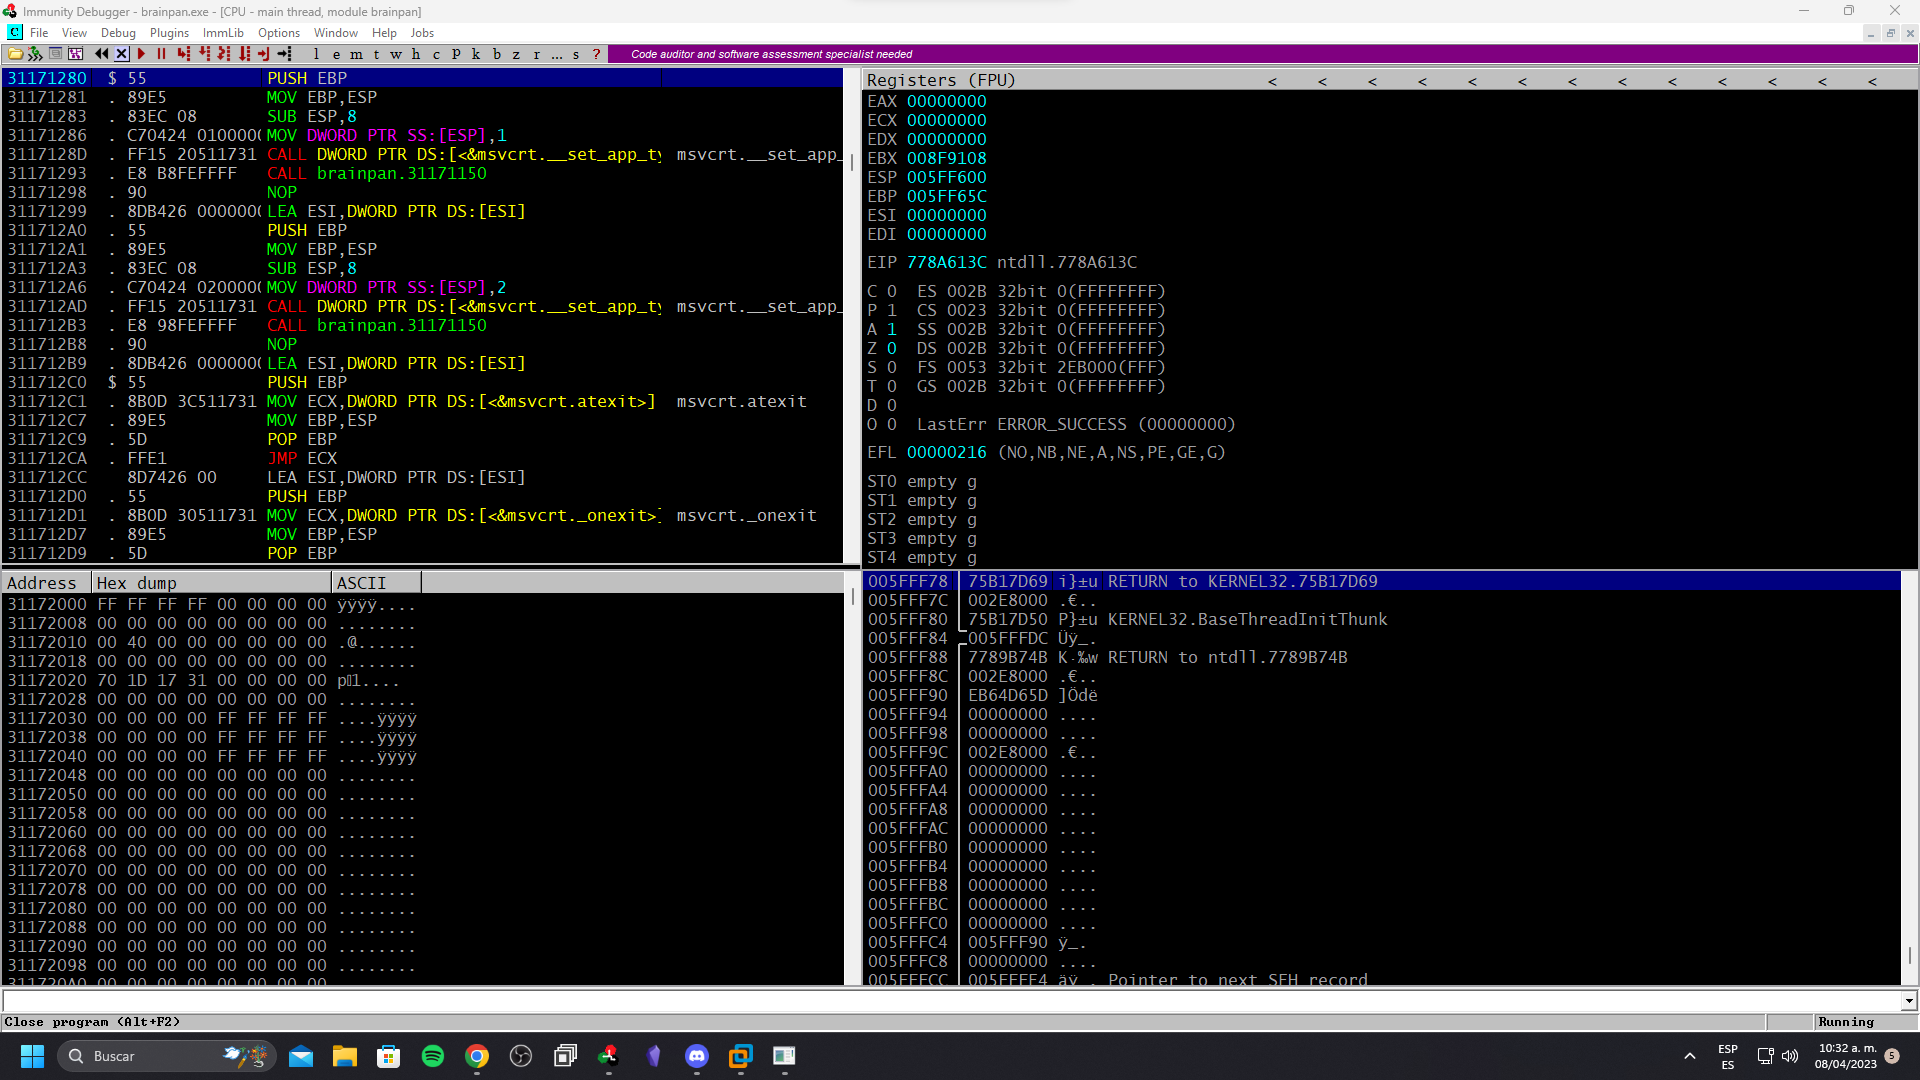 Immunity Debugger - brainpan.exe - [CPU - main thread, module brainpan]
C File View Debug Plugins ImmLib Options Window Help Jobs
l e m t w h c P k b z r ... s ? Code auditor and software assessment specialist needed
31171280 $ 55 PUSH EBP
31171281 . 89E5 MOV EBP,ESP
31171283 . 83EC 08 SUB ESP,8
31171286 . C70424 0100000( MOV DWORD PTR SS:[ESP],1
3117128D . FF15 20511731 CALL DWORD PTR DS:[<&msvcrt.__set_app_ty msvcrt.__set_app_
31171293 . E8 B8FEFFFF CALL brainpan.31171150
31171298 . 90 NOP
31171299 . 8DB426 0000000( LEA ESI,DWORD PTR DS:[ESI]
311712A0 . 55 PUSH EBP
311712A1 . 89E5 MOV EBP,ESP
311712A3 . 83EC 08 SUB ESP,8
311712A6 . C70424 0200000( MOV DWORD PTR SS:[ESP],2
311712AD . FF15 20511731 CALL DWORD PTR DS:[<&msvcrt.__set_app_ty msvcrt.__set_app_
311712B3 . E8 98FEFFFF CALL brainpan.31171150
311712B8 . 90 NOP
311712B9 . 8DB426 0000000( LEA ESI,DWORD PTR DS:[ESI]
311712C0 $ 55 PUSH EBP
311712C1 . 8B0D 3C511731 MOV ECX,DWORD PTR DS:[<&msvcrt.atexit>] msvcrt.atexit
311712C7 . 89E5 MOV EBP,ESP
311712C9 . 5D POP EBP
311712CA . FFE1 JMP ECX
311712CC 8D7426 00 LEA ESI,DWORD PTR DS:[ESI]
311712D0 . 55 PUSH EBP
311712D1 . 8B0D 30511731 MOV ECX,DWORD PTR DS:[<&msvcrt._onexit>] msvcrt._onexit
311712D7 . 89E5 MOV EBP,ESP
311712D9 . 5D POP EBP
Registers (FPU) < < < < < < < < < < < < <
EAX 00000000
ECX 00000000
EDX 00000000
EBX 008F9108
ESP 005FF600
EBP 005FF65C
ESI 00000000
EDI 00000000
EIP 778A613C ntdll.778A613C
C 0 ES 002B 32bit 0(FFFFFFFF)
P 1 CS 0023 32bit 0(FFFFFFFF)
A 1 SS 002B 32bit 0(FFFFFFFF)
Z 0 DS 002B 32bit 0(FFFFFFFF)
S 0 FS 0053 32bit 2EB000(FFF)
T 0 GS 002B 32bit 0(FFFFFFFF)
D 0
O 0 LastErr ERROR_SUCCESS (00000000)
EFL 00000216 (NO,NB,NE,A,NS,PE,GE,G)
ST0 empty g
ST1 empty g
ST2 empty g
ST3 empty g
ST4 empty g
Address Hex dump ASCII
31172000 FF FF FF FF 00 00 00 00 ÿÿÿÿ....
31172008 00 00 00 00 00 00 00 00 ........
31172010 00 40 00 00 00 00 00 00 .@......
31172018 00 00 00 00 00 00 00 00 ........
31172020 70 1D 17 31 00 00 00 00 p1....
31172028 00 00 00 00 00 00 00 00 ........
31172030 00 00 00 00 FF FF FF FF ....ÿÿÿÿ
31172038 00 00 00 00 FF FF FF FF ....ÿÿÿÿ
31172040 00 00 00 00 FF FF FF FF ....ÿÿÿÿ
31172048 00 00 00 00 00 00 00 00 ........
31172050 00 00 00 00 00 00 00 00 ........
31172058 00 00 00 00 00 00 00 00 ........
31172060 00 00 00 00 00 00 00 00 ........
31172068 00 00 00 00 00 00 00 00 ........
31172070 00 00 00 00 00 00 00 00 ........
31172078 00 00 00 00 00 00 00 00 ........
31172080 00 00 00 00 00 00 00 00 ........
31172088 00 00 00 00 00 00 00 00 ........
31172090 00 00 00 00 00 00 00 00 ........
31172098 00 00 00 00 00 00 00 00 ........
311720A0 00 00 00 00 00 00 00 00 ........
005FFF78 75B17D69 i}±u RETURN to KERNEL32.75B17D69
005FFF7C 002E8000 .€..
005FFF80 75B17D50 P}±u KERNEL32.BaseThreadInitThunk
005FFF84 005FFFDC Üÿ_.
005FFF88 7789B74B K·‰w RETURN to ntdll.7789B74B
005FFF8C 002E8000 .€..
005FFF90 EB64D65D ]Ödë
005FFF94 00000000 ....
005FFF98 00000000 ....
005FFF9C 002E8000 .€..
005FFFA0 00000000 ....
005FFFA4 00000000 ....
005FFFA8 00000000 ....
005FFFAC 00000000 ....
005FFFB0 00000000 ....
005FFFB4 00000000 ....
005FFFB8 00000000 ....
005FFFBC 00000000 ....
005FFFC0 00000000 ....
005FFFC4 005FFF90 ÿ_.
005FFFC8 00000000 ....
005FFFCC 005FFFF4 äÿ_. Pointer to next SEH record
Close program (Alt+F2) Running
Buscar
ESP
ES
10:32 a. m.
08/04/2023
5